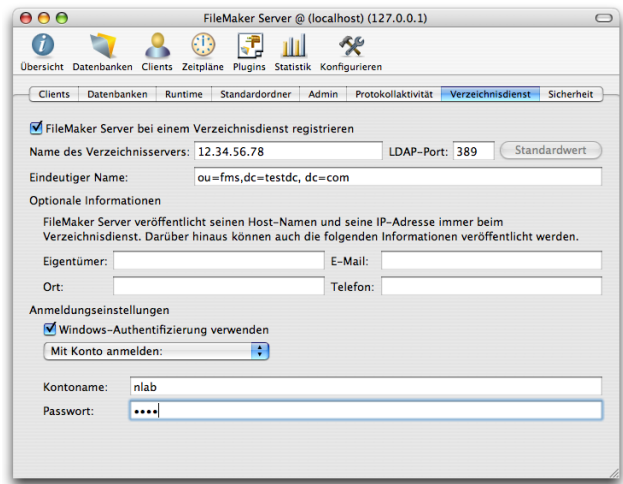 FileMaker Server @ (localhost) (127.0.0.1)
Übersicht Datenbanken Clients Zeitpläne Plugins Statistik Konfigurieren
Clients Datenbanken Runtime Standardordner Admin Protokollaktivität Verzeichnisdienst Sicherheit
FileMaker Server bei einem Verzeichnisdienst registrieren
Name des Verzeichnisservers: 12.34.56.78 LDAP-Port: 389 Standardwert
Eindeutiger Name: ou=fms,dc=testdc, dc=com
Optionale Informationen
FileMaker Server veröffentlicht seinen Host-Namen und seine IP-Adresse immer beim
Verzeichnisdienst. Darüber hinaus können auch die folgenden Informationen veröffentlicht werden.
Eigentümer: E-Mail:
Ort: Telefon:
Anmeldungseinstellungen
Windows-Authentifizierung verwenden
Mit Konto anmelden:
Kontoname: nlab
Passwort: ••••